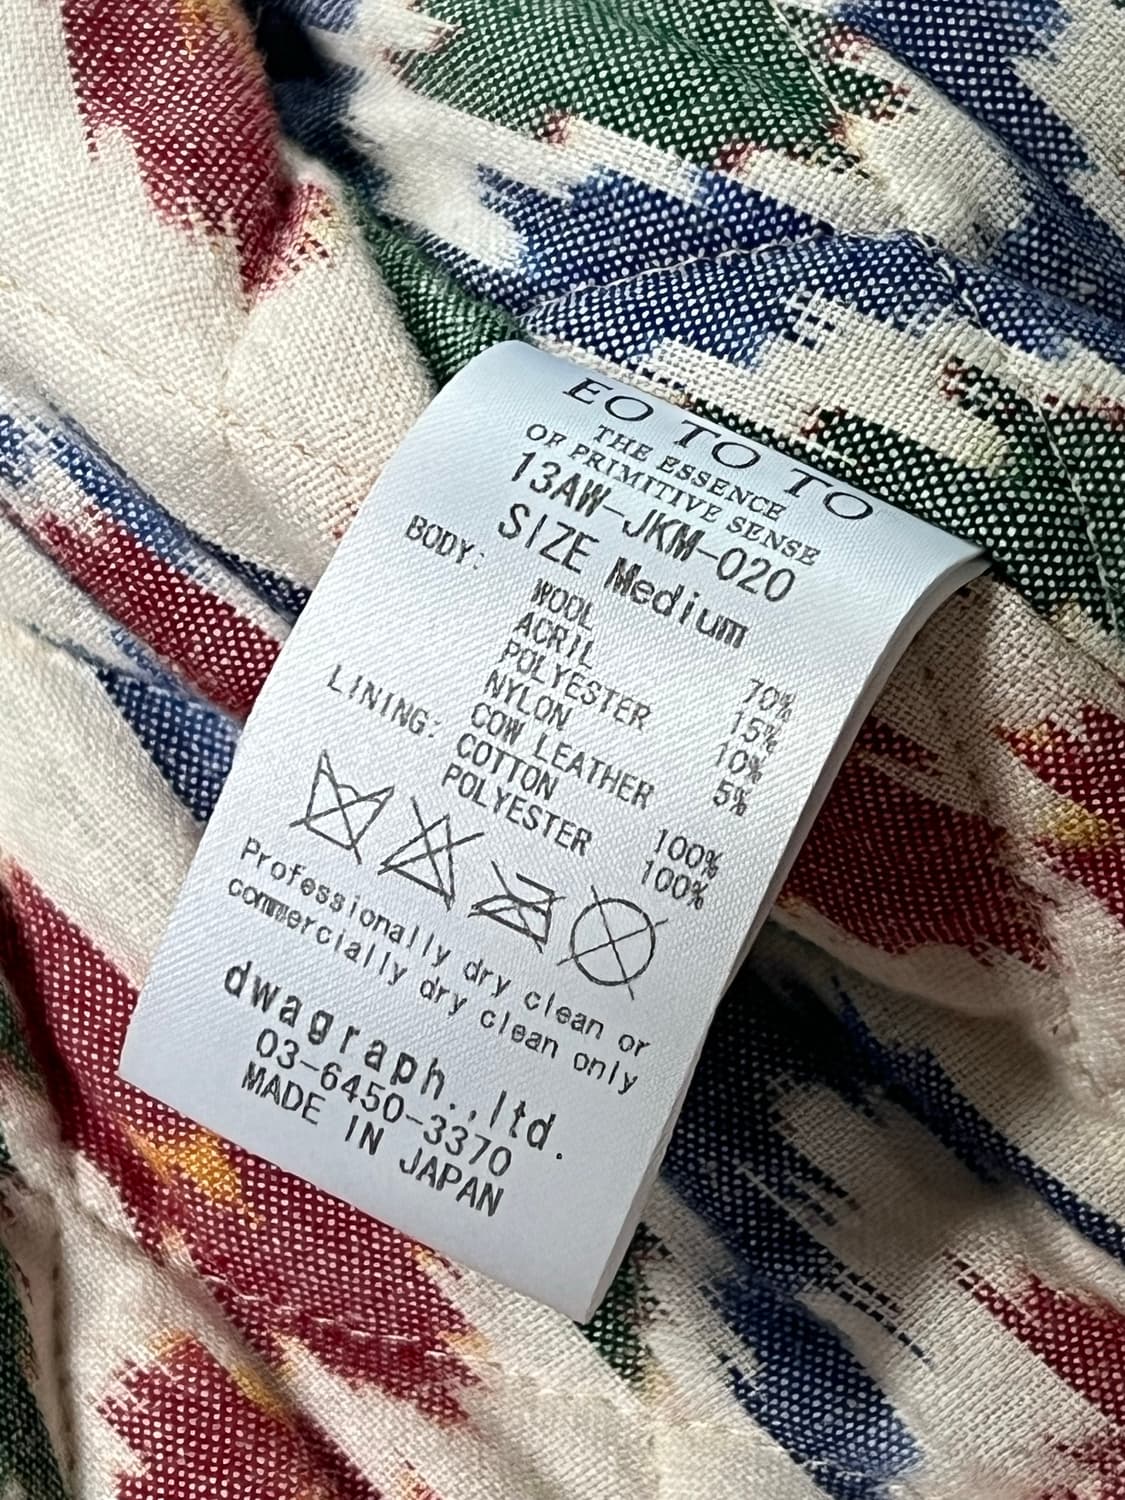 EO TO TO
THE ESSENCE
OF PRIMITIVE SENSE
13AW-JKM-020
SIZE Medium
BODY:
WOOL 70%
ACRIL 15%
POLYESTER 10%
NYLON 5%
COW LEATHER
LINING: COTTON 100%
POLYESTER 100%
Professionally dry clean or
commercially dry clean only
dwagraph.,ltd.
03-6450-3370
MADE IN JAPAN